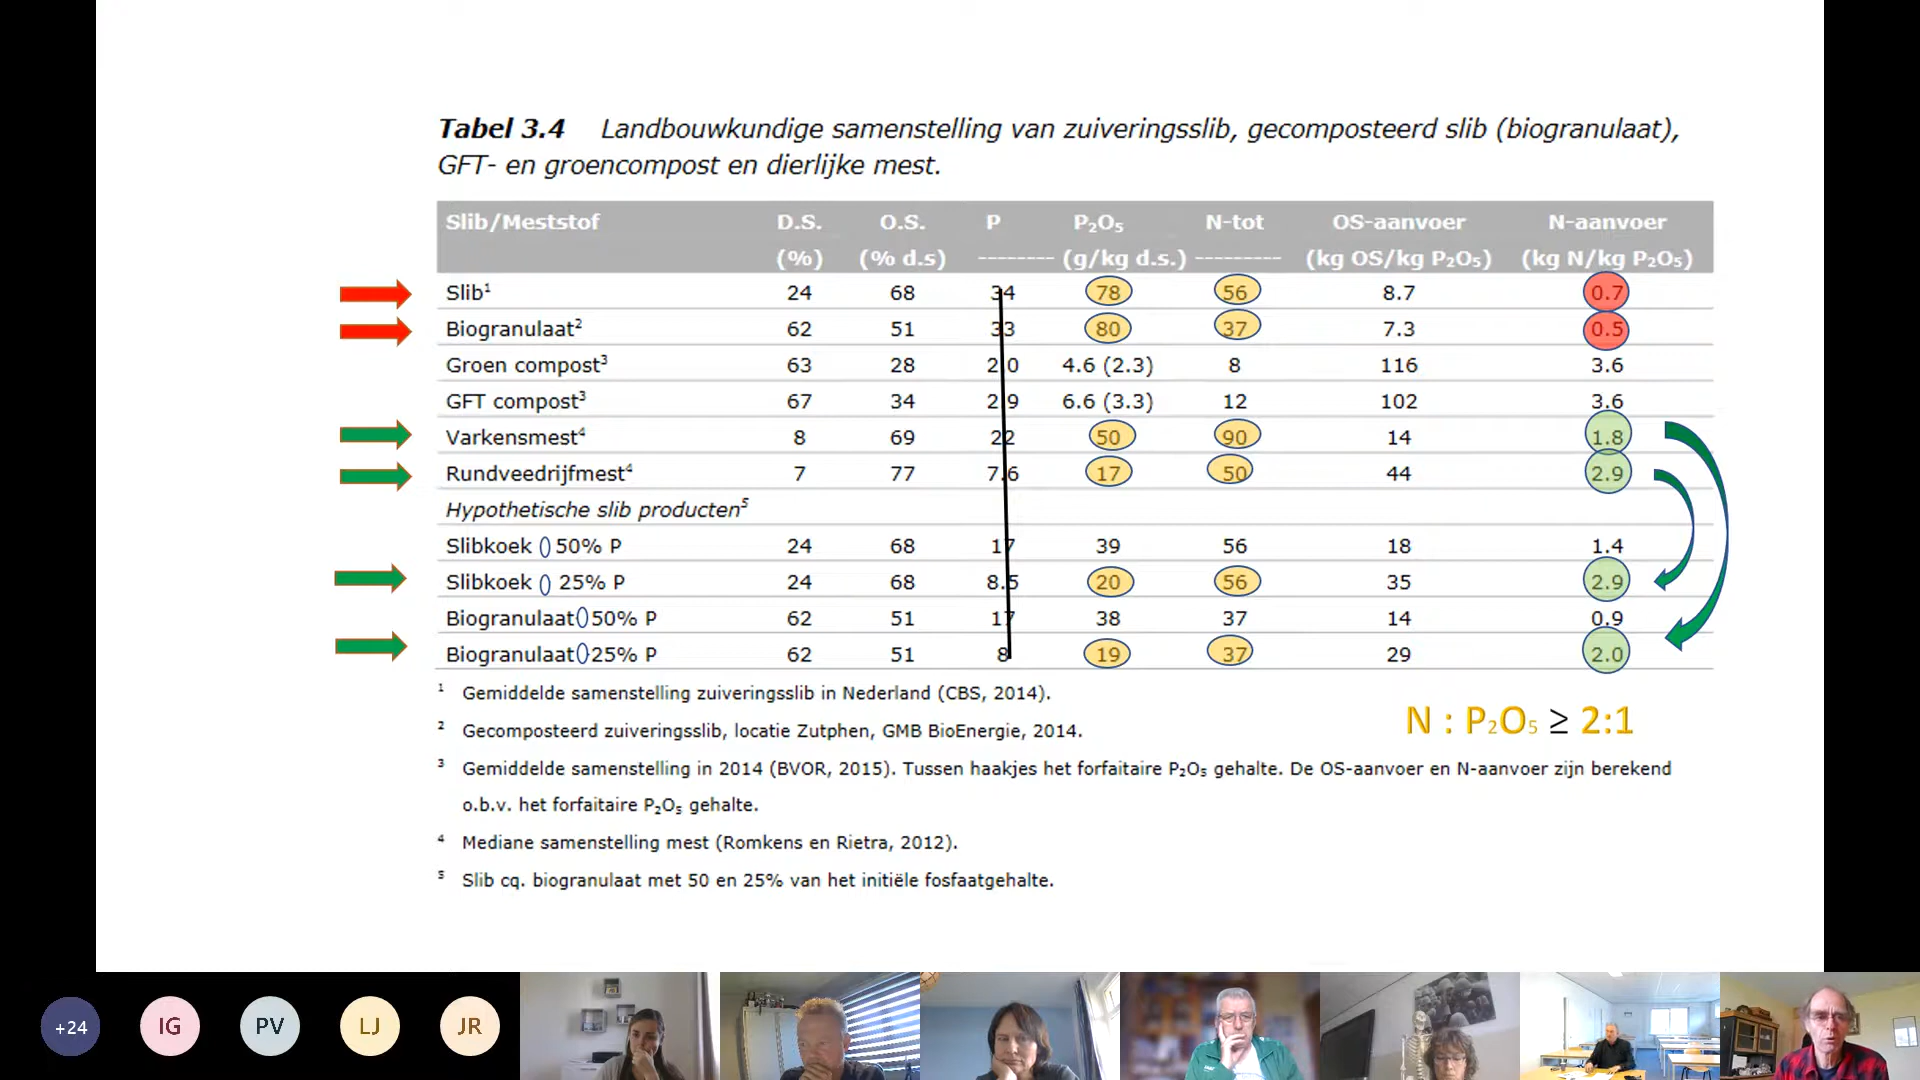 Tabel 3.4 Landbouwkundige samenstelling van zuiveringsslib, gecomposteerd slib (biogranulaat),
GFT- en groencompost en dierlijke mest.
Slib/Meststof D.S. O.S. P P₂O₅ N-tot OS-aanvoer N-aanvoer
(%) (% d.s) -------- (g/kg d.s.) --------- (kg OS/kg P₂O₅) (kg N/kg P₂O₅)
Slib¹ 24 68 34 78 56 8.7 0.7
Biogranulaat² 62 51 33 80 37 7.3 0.5
Groen compost³ 63 28 2.0 4.6 (2.3) 8 116 3.6
GFT compost³ 67 34 2.9 6.6 (3.3) 12 102 3.6
Varkensmest⁴ 8 69 22 50 90 14 1.8
Rundveedrijfmest⁴ 7 77 7.6 17 50 44 2.9
Hypothetische slib producten⁵
Slibkoek 50% P 24 68 17 39 56 18 1.4
Slibkoek 25% P 24 68 8.5 20 56 35 2.9
Biogranulaat 50% P 62 51 17 38 37 14 0.9
Biogranulaat 25% P 62 51 8 19 37 29 2.0
¹ Gemiddelde samenstelling zuiveringsslib in Nederland (CBS, 2014).
² Gecomposteerd zuiveringsslib, locatie Zutphen, GMB BioEnergie, 2014.
N : P₂O₅ ≥ 2:1
³ Gemiddelde samenstelling in 2014 (BVOR, 2015). Tussen haakjes het forfaitaire P₂O₅ gehalte. De OS-aanvoer en N-aanvoer zijn berekend
o.b.v. het forfaitaire P₂O₅ gehalte.
⁴ Mediane samenstelling mest (Romkens en Rietra, 2012).
⁵ Slib cq. biogranulaat met 50 en 25% van het initiële fosfaatgehalte.
+24 IG PV LJ JR